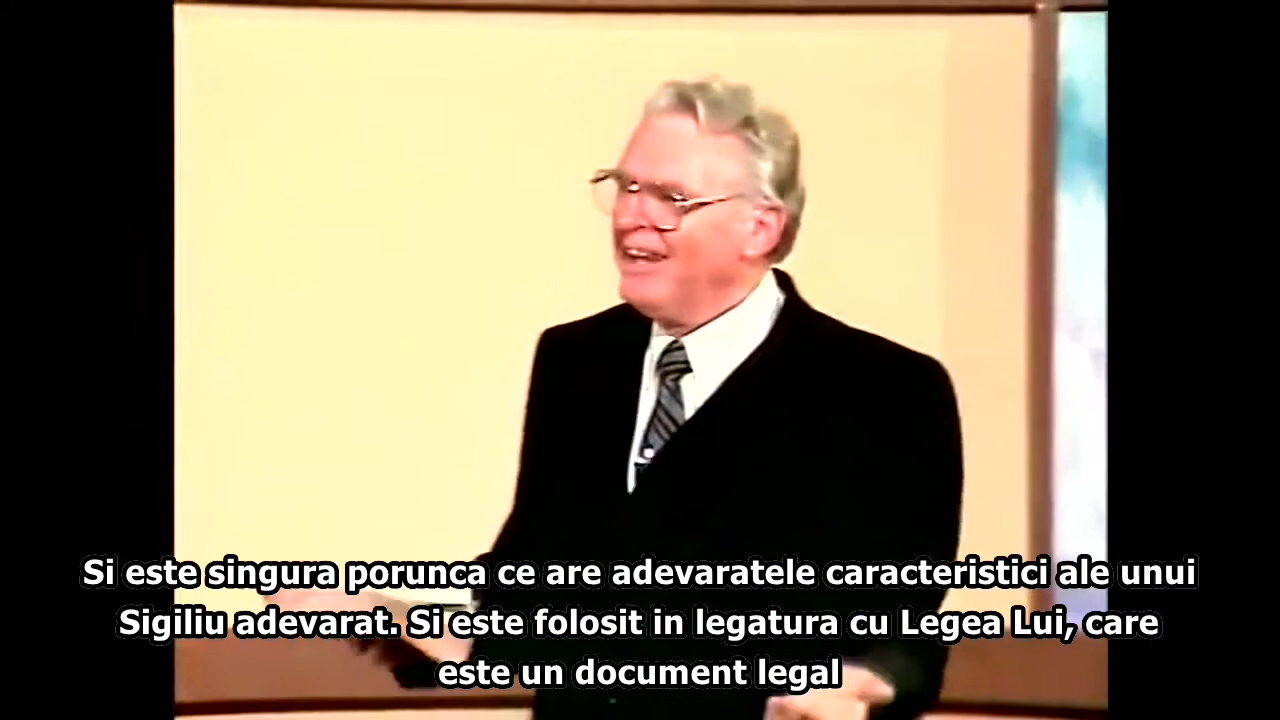 Si este singura porunca ce are adevaratele caracteristici ale unui
Sigiliu adevarat. Si este folosit in legatura cu Legea Lui, care
este un document legal